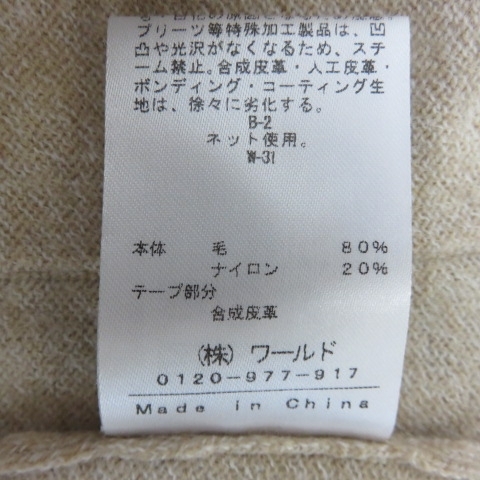 プリーツ等特殊加工製品は、凹
凸や光沢がなくなるため、スチ
ーム禁止。合成皮革・人工皮革・
ボンディング・コーティング生
地は、徐々に劣化する。
B-2
ネット使用。
W-31
本体 毛 80%
ナイロン 20%
テープ部分
合成皮革
(株) ワールド
0120-977-917
Made in China